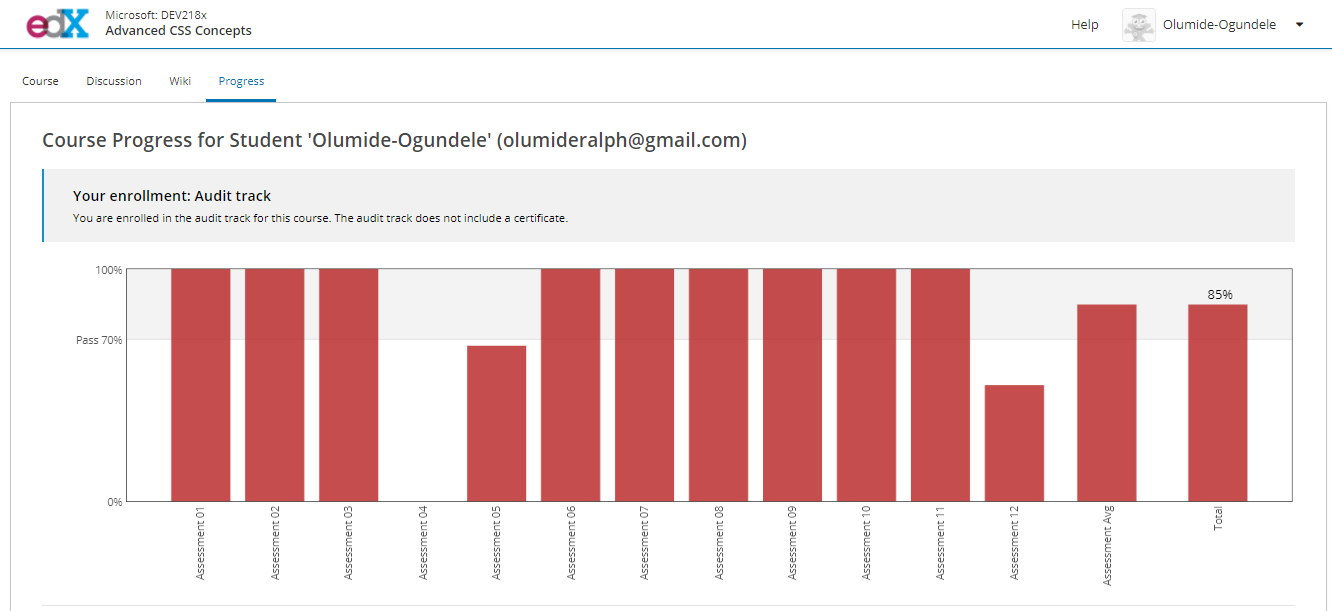 edX
Microsoft: DEV218x
Advanced CSS Concepts
Help
Olumide-Ogundele
Course
Discussion
Wiki
Progress
Course Progress for Student 'Olumide-Ogundele' (olumideralph@gmail.com)
Your enrollment: Audit track
You are enrolled in the audit track for this course. The audit track does not include a certificate.
100%
85%
Pass 70%
0%
Assessment 01
Assessment 02
Assessment 03
Assessment 04
Assessment 05
Assessment 06
Assessment 07
Assessment 08
Assessment 09
Assessment 10
Assessment 11
Assessment 12
Assessment Avg
Total